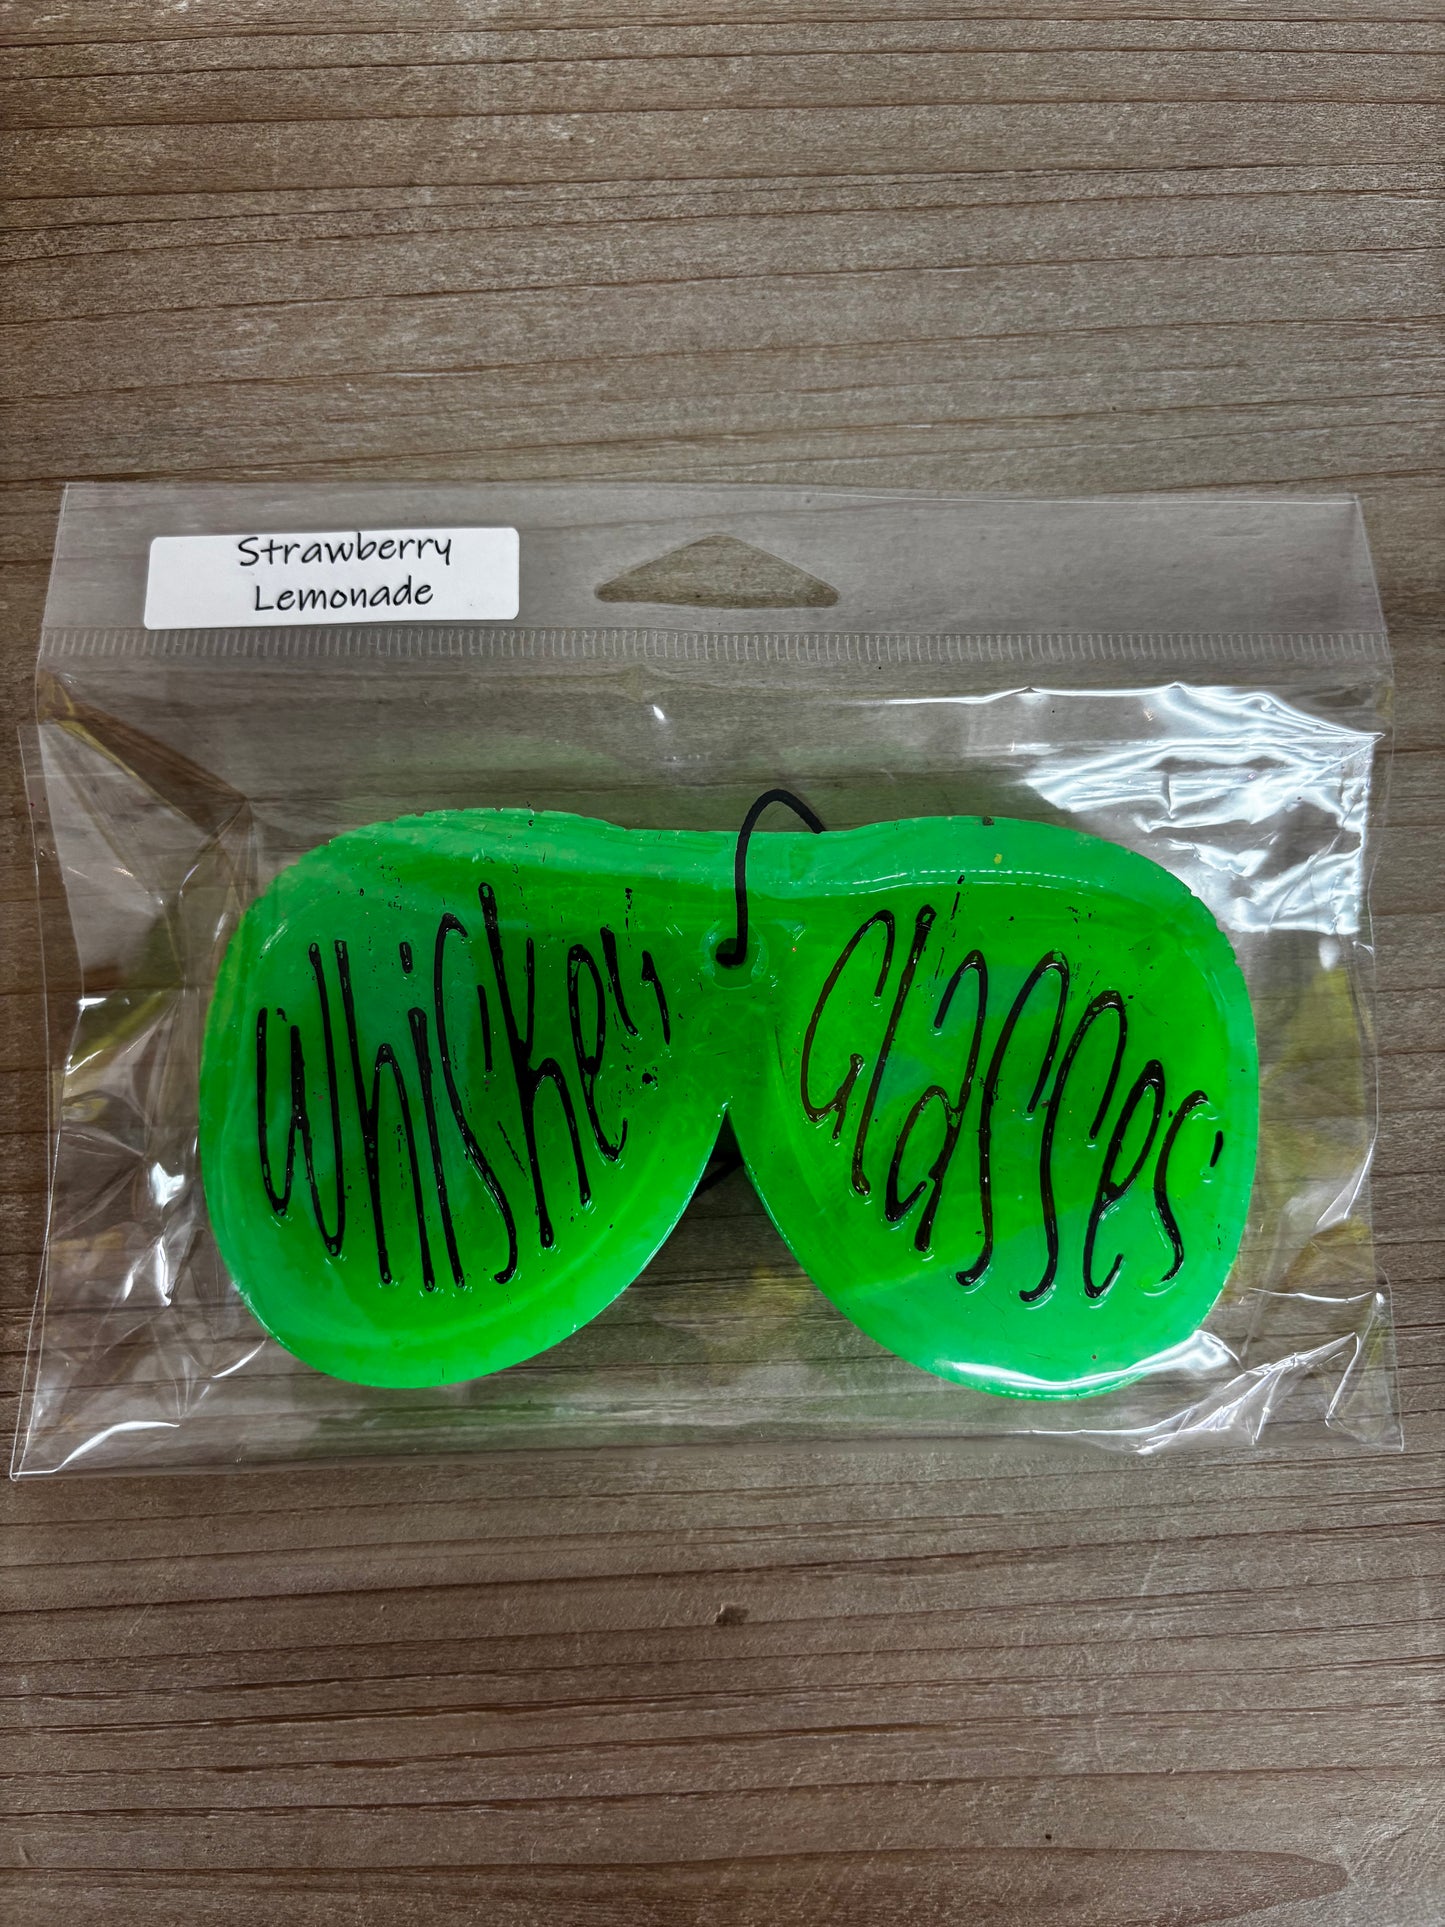 Strawberry
Lemonade
Whiskey
Glasses